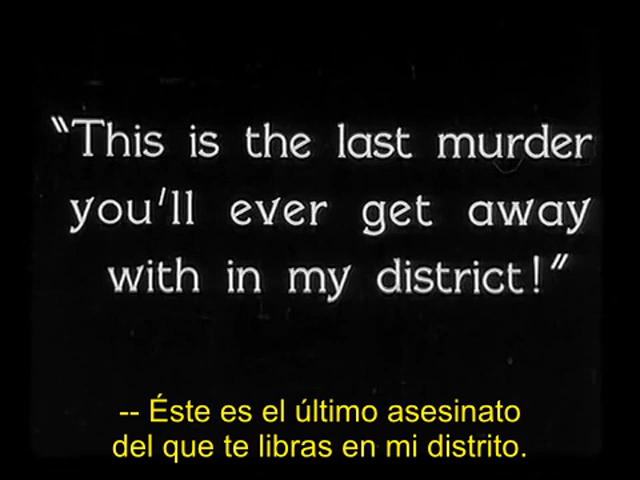 “This is the last murder
you'll ever get away
with in my district!”
-- Éste es el último asesinato
del que te libras en mi distrito.